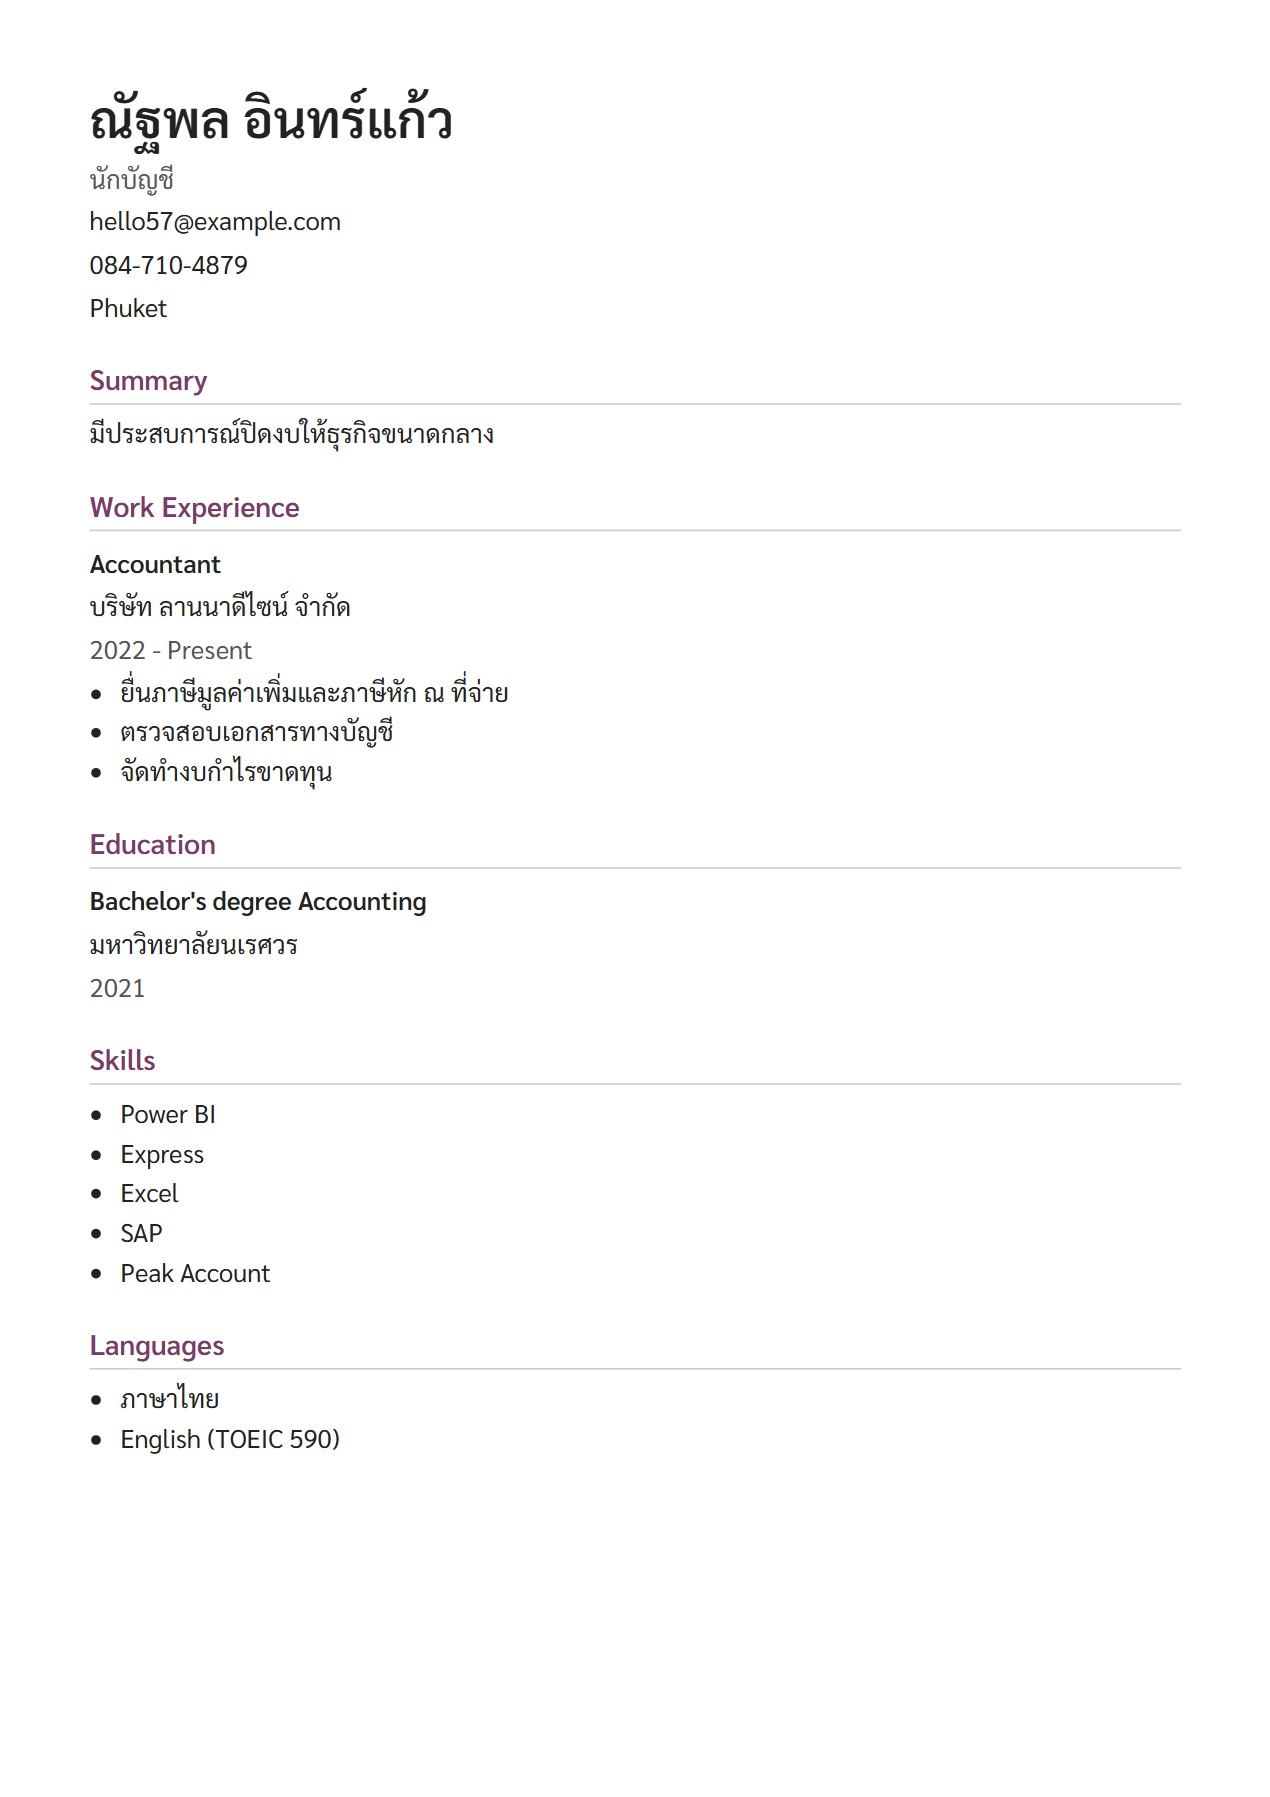 ณัฐพล อินทร์แก้ว
นักบัญชี
hello57@example.com
084-710-4879
Phuket
Summary
มีประสบการณ์ปิดงบให้ธุรกิจขนาดกลาง
Work Experience
Accountant
บริษัท ลานนาดีไซน์ จำกัด
2022 - Present
• ยื่นภาษีมูลค่าเพิ่มและภาษีหัก ณ ที่จ่าย
• ตรวจสอบเอกสารทางบัญชี
• จัดทำงบกำไรขาดทุน
Education
Bachelor's degree Accounting
มหาวิทยาลัยนเรศวร
2021
Skills
• Power BI
• Express
• Excel
• SAP
• Peak Account
Languages
• ภาษาไทย
• English (TOEIC 590)